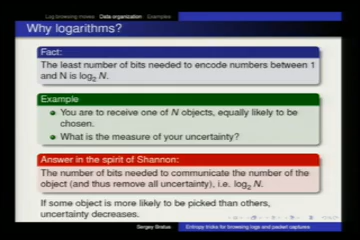 Log browsing moves Data organization Examples
Why logarithms?
Fact:
The least number of bits needed to encode numbers between 1
and N is log₂ N.
Example
You are to receive one of N objects, equally likely to be
chosen.
What is the measure of your uncertainty?
Answer in the spirit of Shannon:
The number of bits needed to communicate the number of the
object (and thus remove all uncertainty), i.e. log₂ N.
If some object is more likely to be picked than others,
uncertainty decreases.
Sergey Bratus Entropy tricks for browsing logs and packet captures